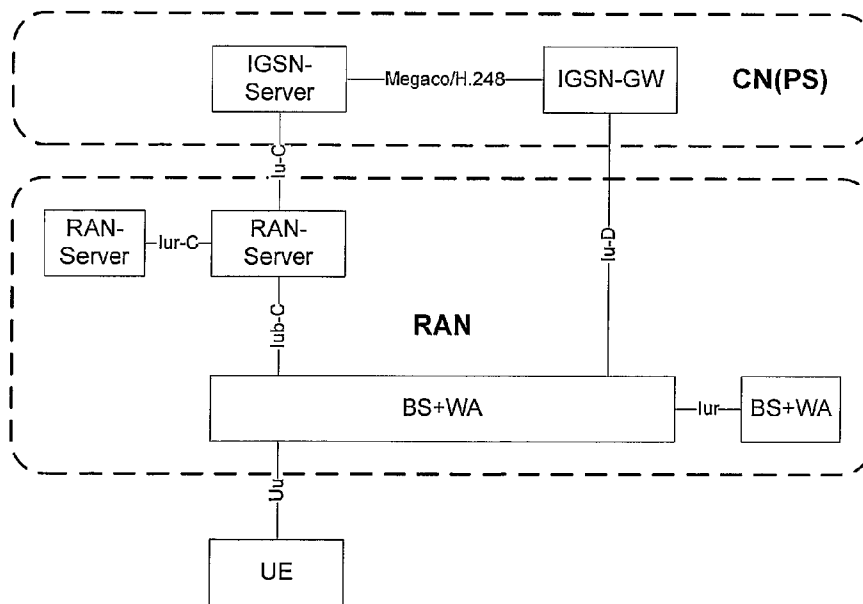 IGSN-
Server
Megaco/H.248
IGSN-GW
CN(PS)
Iu-C
RAN-
Server
Iur-C
RAN-
Server
Iu-D
Iub-C
RAN
BS+WA
Iur
BS+WA
Uu
UE